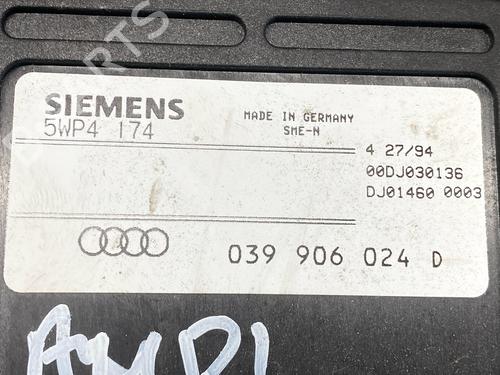 SIEMENS
5WP4 174
MADE IN GERMANY
SME-N
4 27/94
00DJ030136
DJ01460 0003
039 906 024 D